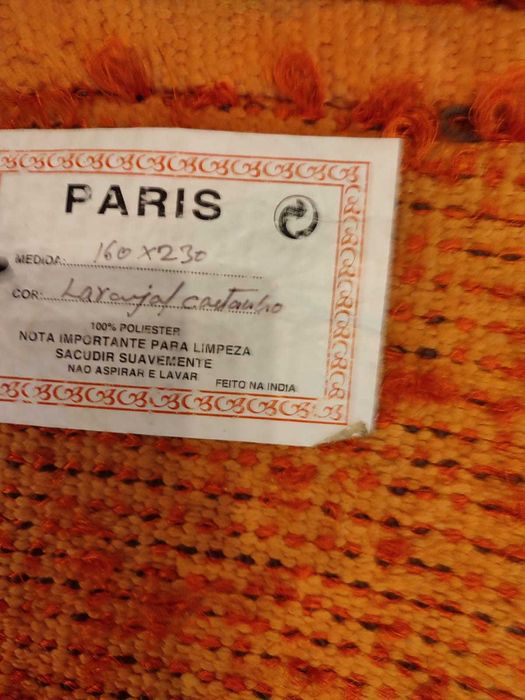 PARIS
MEDIDA: 160 X 230
COR: Laranja/castanho
100% POLIESTER
NOTA IMPORTANTE PARA LIMPEZA
SACUDIR SUAVEMENTE
NAO ASPIRAR E LAVAR
FEITO NA INDIA